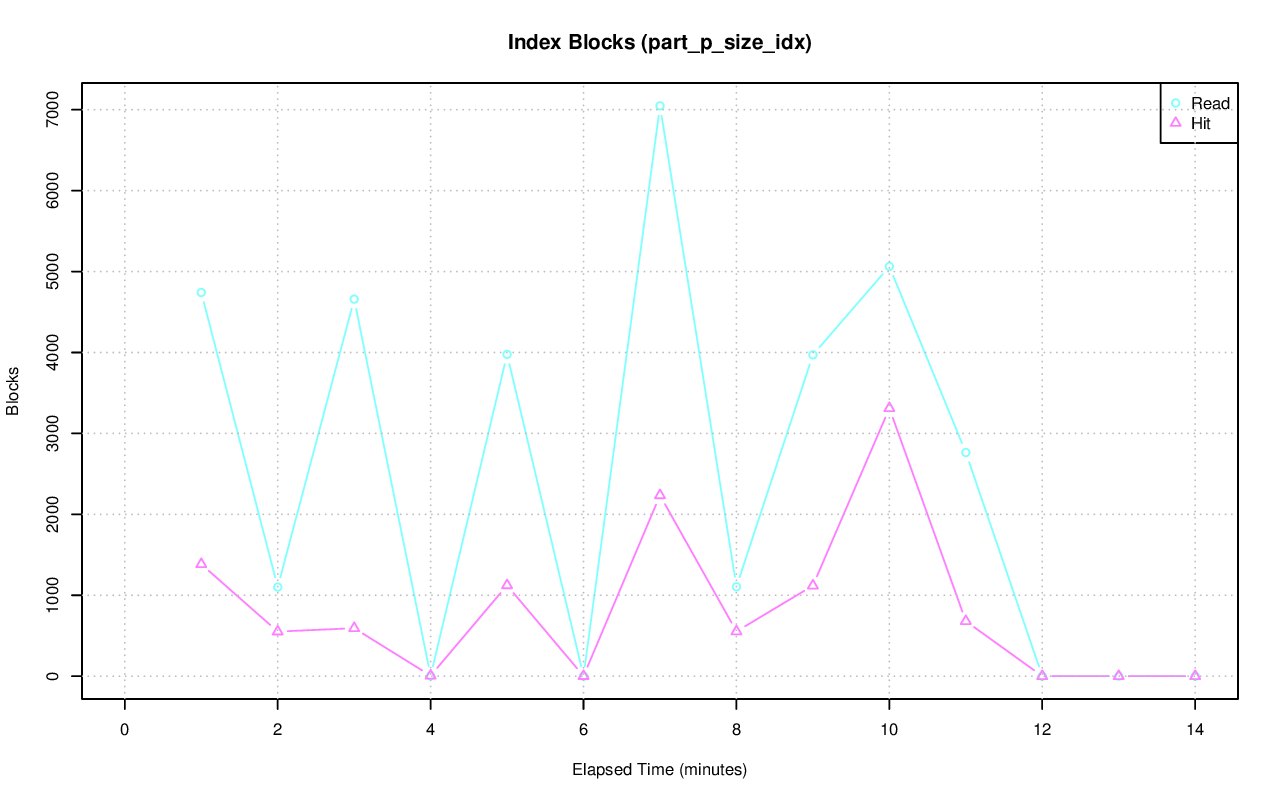 Index Blocks (part_p_size_idx)
Read
Hit
7000
6000
5000
4000
3000
2000
1000
0
Blocks
0 2 4 6 8 10 12 14
Elapsed Time (minutes)